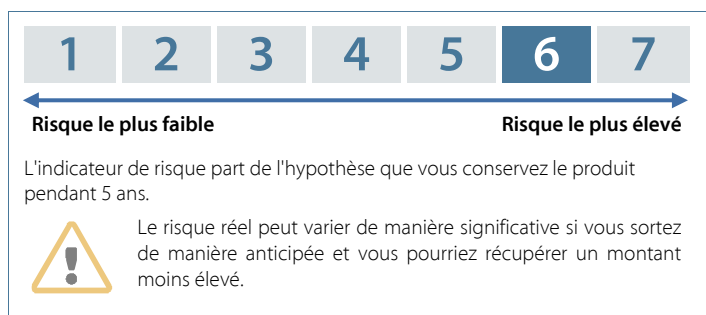 1 2 3 4 5 6 7
Risque le plus faible Risque le plus élevé
L'indicateur de risque part de l'hypothèse que vous conservez le produit
pendant 5 ans.
Le risque réel peut varier de manière significative si vous sortez
de manière anticipée et vous pourriez récupérer un montant
moins élevé.